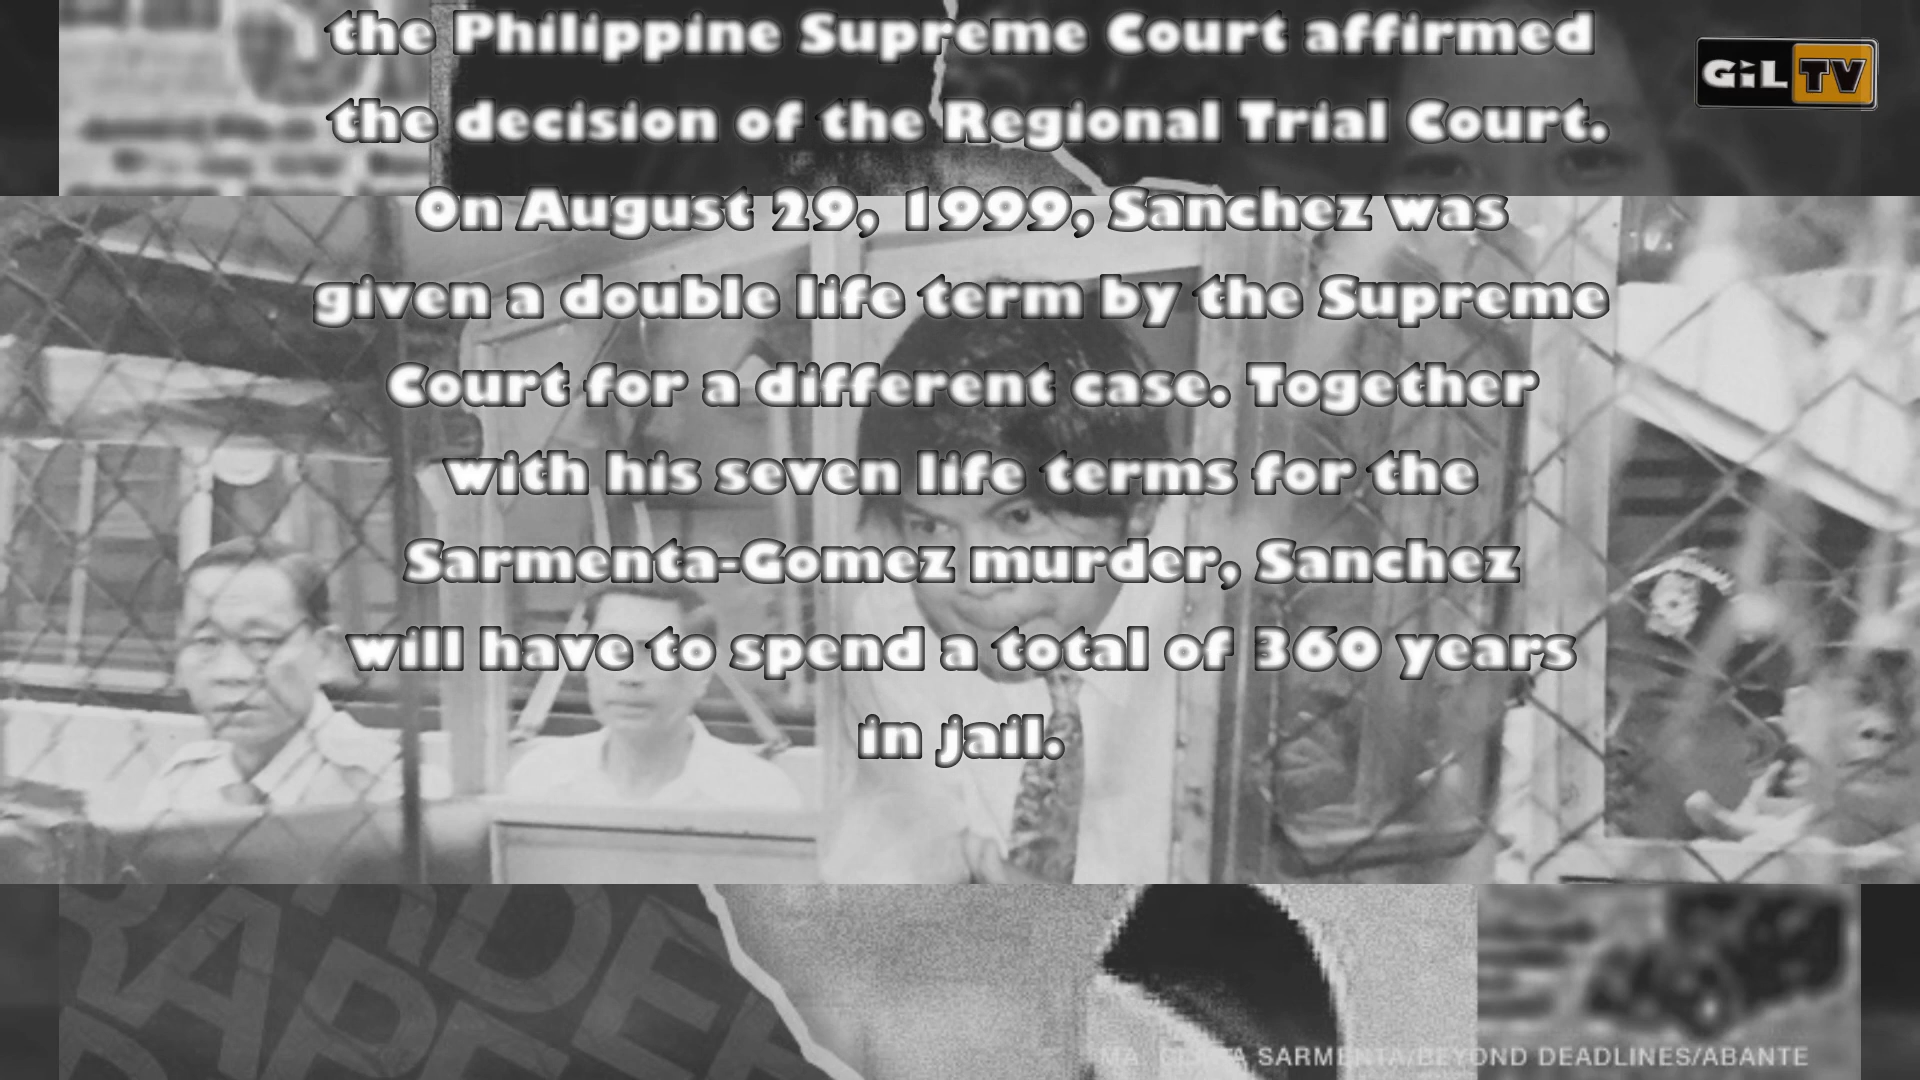 the Philippine Supreme Court affirmed
GiL TV
the decision of the Regional Trial Court.
On August 29, 1999, Sanchez was
given a double life term by the Supreme
Court for a different case. Together
with his seven life terms for the
Sarmenta-Gomez murder, Sanchez
will have to spend a total of 360 years
in jail.
SARMENTA/BEYOND DEADLINES/ABANTE